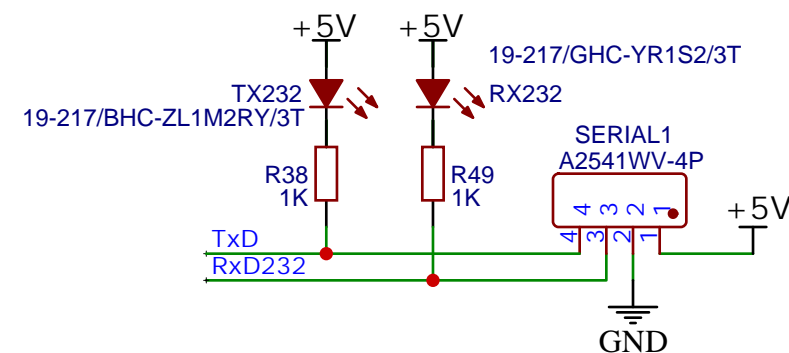 +5V
+5V
19-217/GHC-YR1S2/3T
TX232
RX232
19-217/BHC-ZL1M2RY/3T
SERIAL1
A2541WV-4P
R38
1K
R49
1K
4 3 2 1
4 3 2 1
+5V
TxD
RxD232
GND